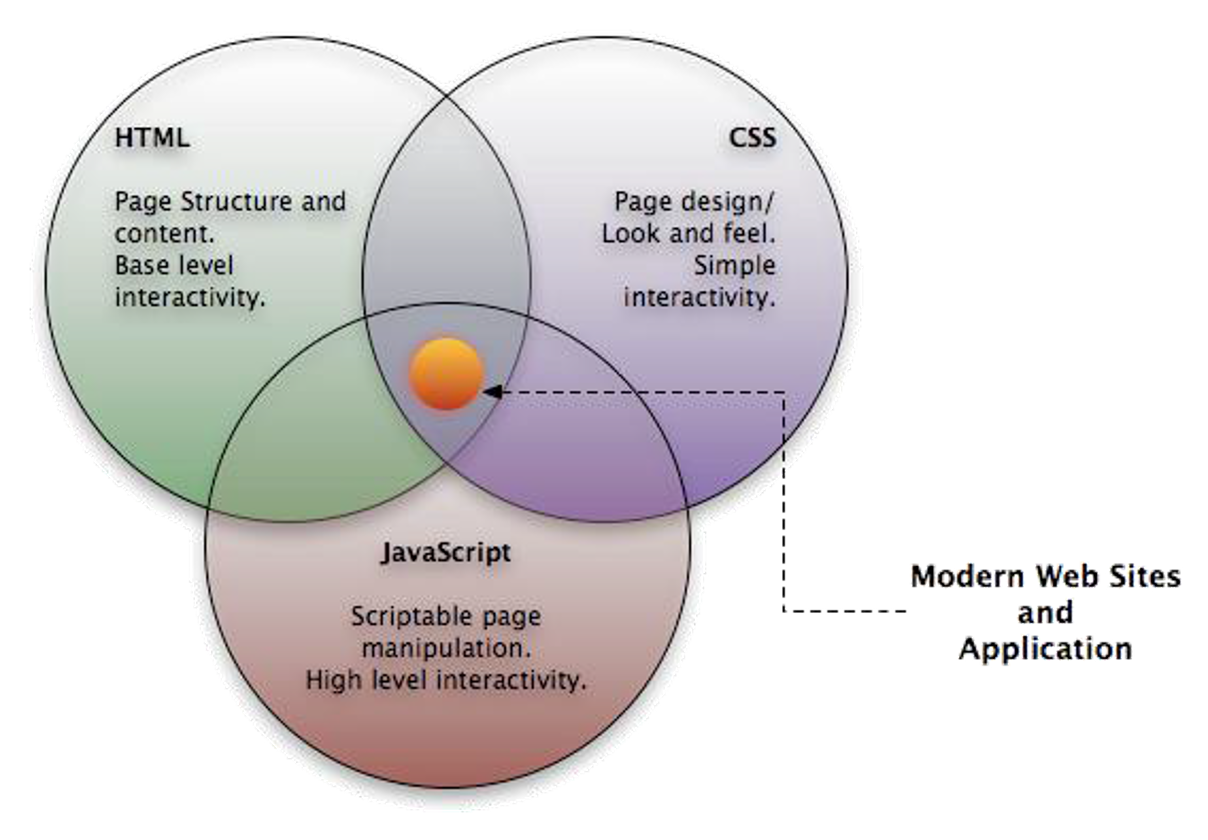 HTML
Page Structure and
content.
Base level
interactivity.
CSS
Page design/
Look and feel.
Simple
interactivity.
JavaScript
Scriptable page
manipulation.
High level interactivity.
Modern Web Sites
and
Application